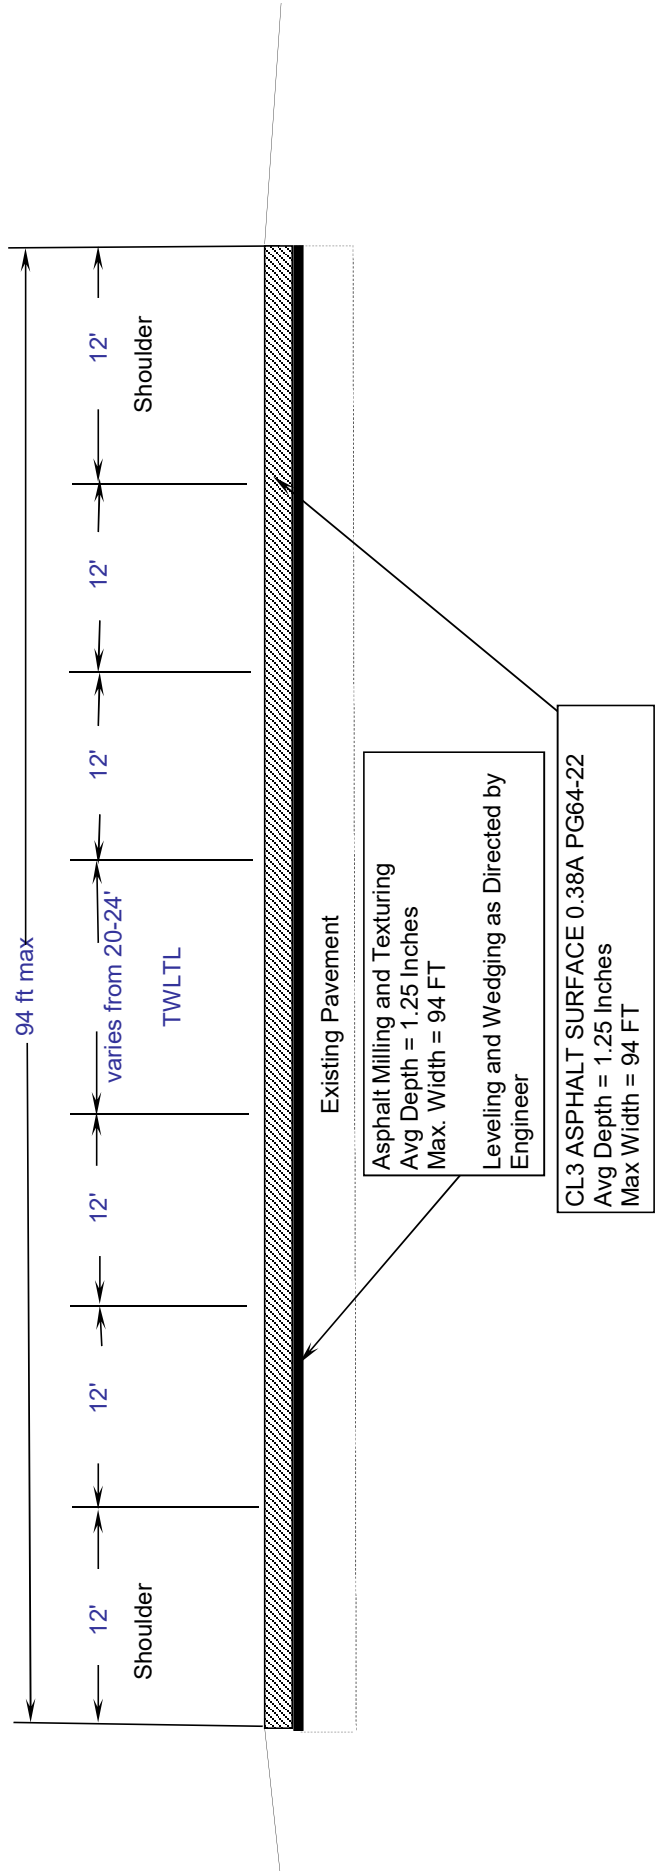 94 ft max
12'
12'
12'
varies from 20-24'
12'
12'
12'
Shoulder
TWLTL
Shoulder
Existing Pavement
Asphalt Milling and Texturing
Avg Depth = 1.25 Inches
Max. Width = 94 FT
Leveling and Wedging as Directed by
Engineer
CL3 ASPHALT SURFACE 0.38A PG64-22
Avg Depth = 1.25 Inches
Max Width = 94 FT